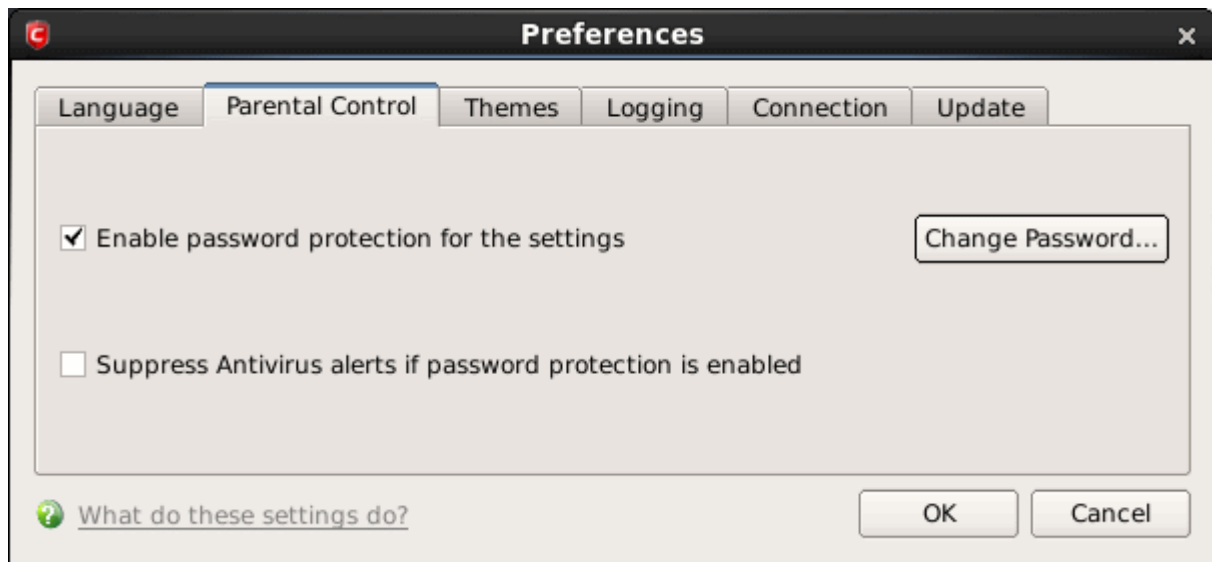 Preferences
Language Parental Control Themes Logging Connection Update
Enable password protection for the settings Change Password...
Suppress Antivirus alerts if password protection is enabled
What do these settings do? OK Cancel